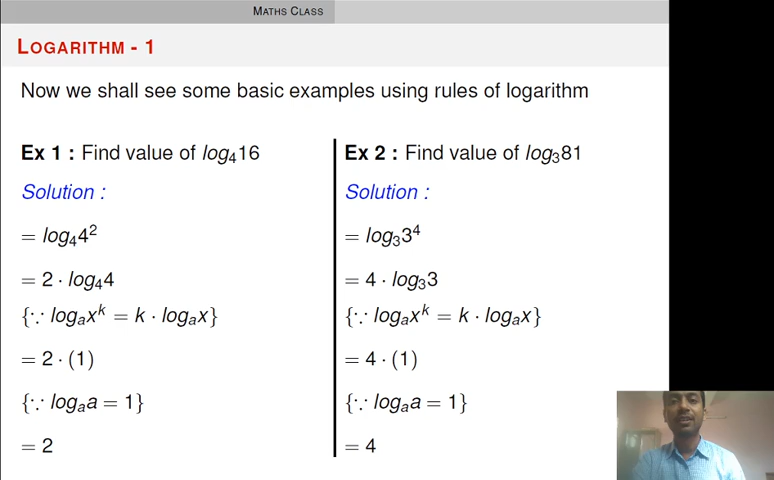 MATHS CLASS
LOGARITHM - 1
Now we shall see some basic examples using rules of logarithm
Ex 1 : Find value of log₄16
Solution :
= log₄4²
= 2 · log₄4
{∵ logₐxᵏ = k · logₐx}
= 2 · (1)
{∵ logₐa = 1}
= 2
Ex 2 : Find value of log₃81
Solution :
= log₃3⁴
= 4 · log₃3
{∵ logₐxᵏ = k · logₐx}
= 4 · (1)
{∵ logₐa = 1}
= 4